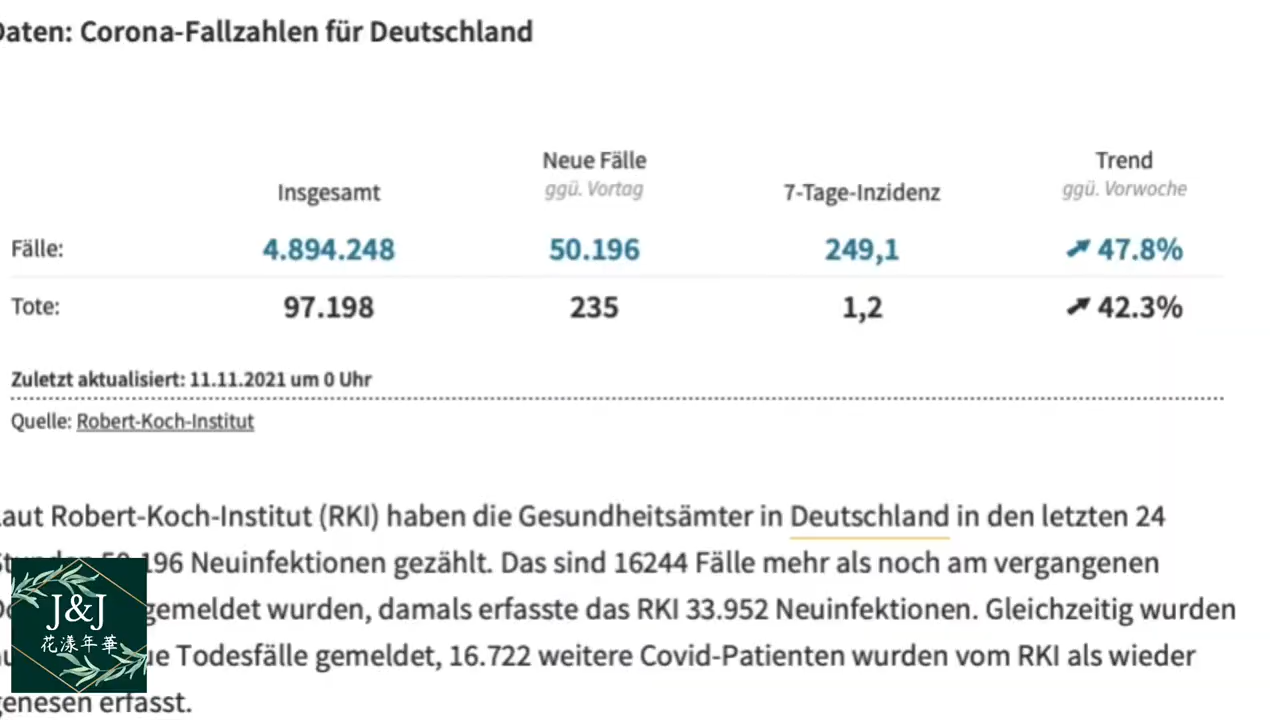 Daten: Corona-Fallzahlen für Deutschland
Neue Fälle Trend
Insgesamt ggü. Vortag 7-Tage-Inzidenz ggü. Vorwoche
Fälle: 4.894.248 50.196 249,1 47.8%
Tote: 97.198 235 1,2 42.3%
Zuletzt aktualisiert: 11.11.2021 um 0 Uhr
Quelle: Robert-Koch-Institut
Laut Robert-Koch-Institut (RKI) haben die Gesundheitsämter in Deutschland in den letzten 24
50.196 Neuinfektionen gezählt. Das sind 16244 Fälle mehr als noch am vergangenen
gemeldet wurden, damals erfasste das RKI 33.952 Neuinfektionen. Gleichzeitig wurden
Todesfälle gemeldet, 16.722 weitere Covid-Patienten wurden vom RKI als wieder
genesen erfasst.
J&J
花漾年華